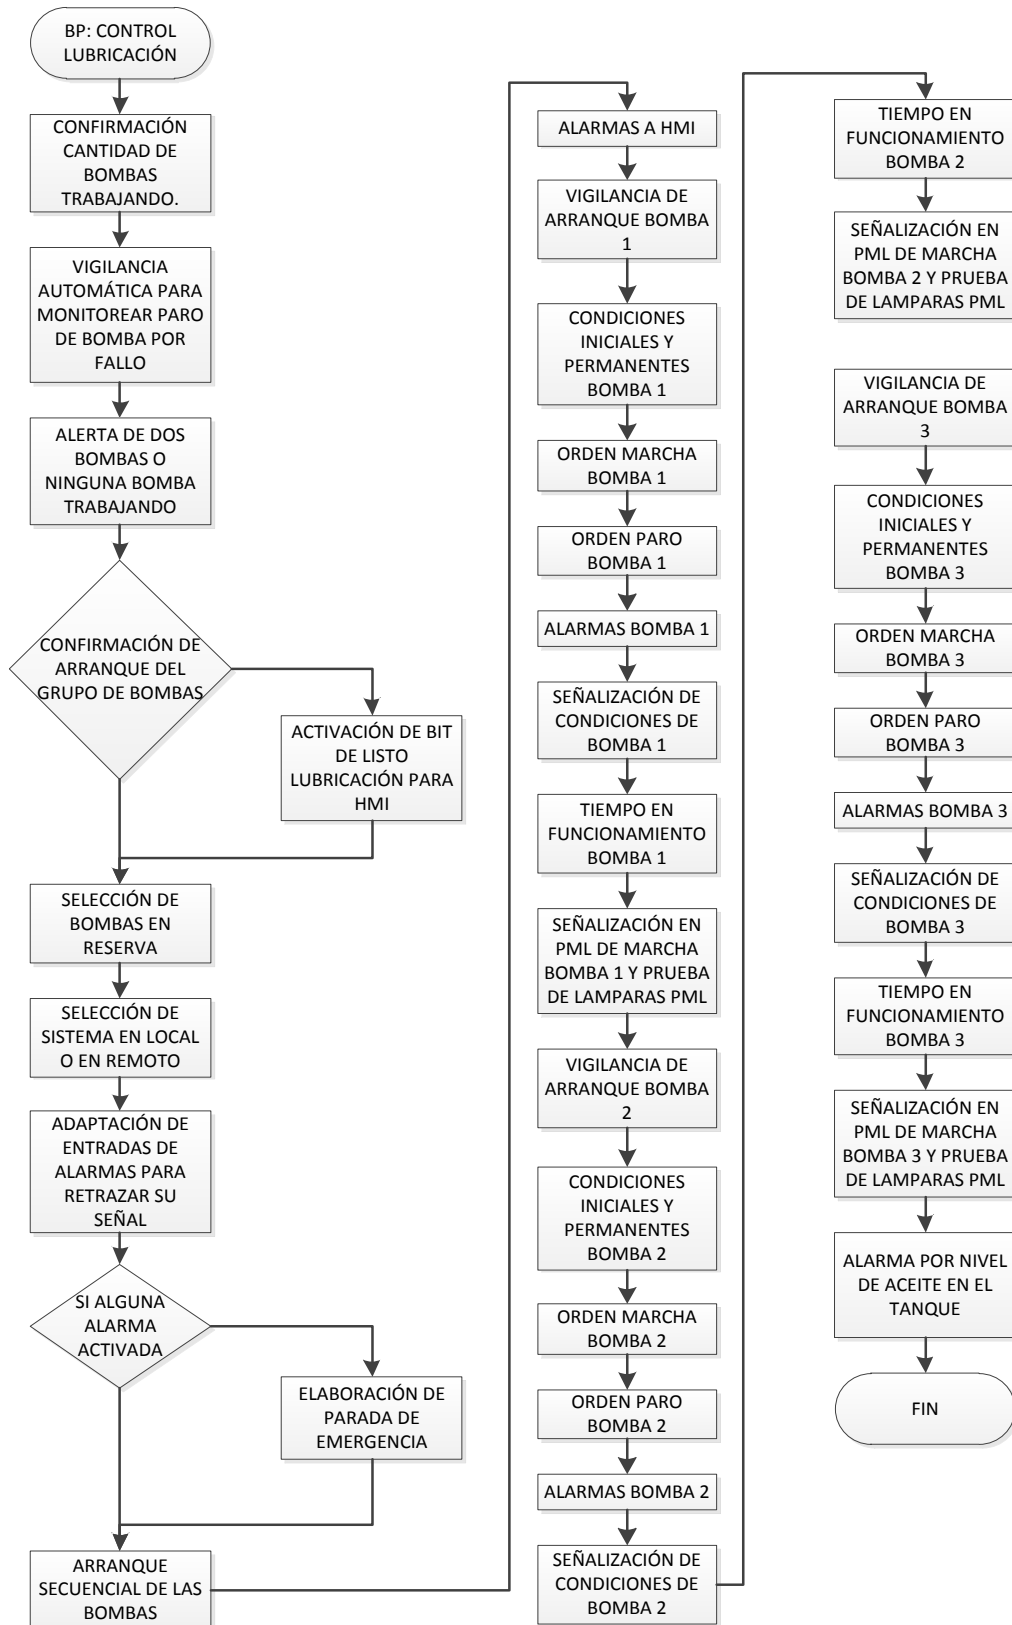 BP: CONTROL
LUBRICACIÓN
CONFIRMACIÓN
CANTIDAD DE
BOMBAS
TRABAJANDO.
VIGILANCIA
AUTOMÁTICA PARA
MONITOREAR PARO
DE BOMBA POR
FALLO
ALERTA DE DOS
BOMBAS O
NINGUNA BOMBA
TRABAJANDO
CONFIRMACIÓN DE
ARRANQUE DEL
GRUPO DE BOMBAS
ACTIVACIÓN DE BIT
DE LISTO
LUBRICACIÓN PARA
HMI
SELECCIÓN DE
BOMBAS EN
RESERVA
SELECCIÓN DE
SISTEMA EN LOCAL
O EN REMOTO
ADAPTACIÓN DE
ENTRADAS DE
ALARMAS PARA
RETRAZAR SU
SEÑAL
SI ALGUNA
ALARMA
ACTIVADA
ELABORACIÓN DE
PARADA DE
EMERGENCIA
ARRANQUE
SECUENCIAL DE LAS
BOMBAS
ALARMAS A HMI
VIGILANCIA DE
ARRANQUE BOMBA
1
CONDICIONES
INICIALES Y
PERMANENTES
BOMBA 1
ORDEN MARCHA
BOMBA 1
ORDEN PARO
BOMBA 1
ALARMAS BOMBA 1
SEÑALIZACIÓN DE
CONDICIONES DE
BOMBA 1
TIEMPO EN
FUNCIONAMIENTO
BOMBA 1
SEÑALIZACIÓN EN
PML DE MARCHA
BOMBA 1 Y PRUEBA
DE LAMPARAS PML
VIGILANCIA DE
ARRANQUE BOMBA
2
CONDICIONES
INICIALES Y
PERMANENTES
BOMBA 2
ORDEN MARCHA
BOMBA 2
ORDEN PARO
BOMBA 2
ALARMAS BOMBA 2
SEÑALIZACIÓN DE
CONDICIONES DE
BOMBA 2
TIEMPO EN
FUNCIONAMIENTO
BOMBA 2
SEÑALIZACIÓN EN
PML DE MARCHA
BOMBA 2 Y PRUEBA
DE LAMPARAS PML
VIGILANCIA DE
ARRANQUE BOMBA
3
CONDICIONES
INICIALES Y
PERMANENTES
BOMBA 3
ORDEN MARCHA
BOMBA 3
ORDEN PARO
BOMBA 3
ALARMAS BOMBA 3
SEÑALIZACIÓN DE
CONDICIONES DE
BOMBA 3
TIEMPO EN
FUNCIONAMIENTO
BOMBA 3
SEÑALIZACIÓN EN
PML DE MARCHA
BOMBA 3 Y PRUEBA
DE LAMPARAS PML
ALARMA POR NIVEL
DE ACEITE EN EL
TANQUE
FIN